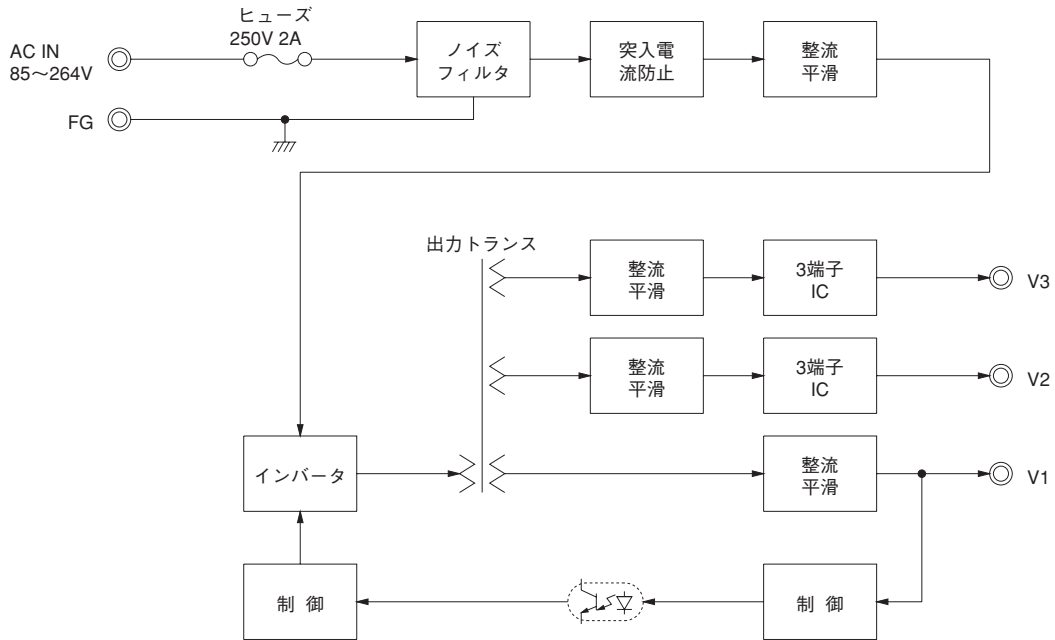 ヒューズ
250V 2A
AC IN
85～264V
ノイズ
フィルタ
突入電
流防止
整流
平滑
FG
出力トランス
整流
平滑
3端子
IC
V3
整流
平滑
3端子
IC
V2
インバータ
整流
平滑
V1
制 御
制 御